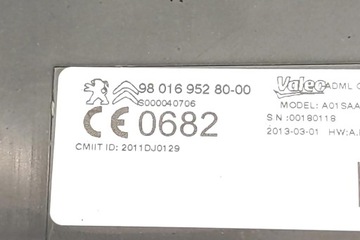 98 016 952 80-00
S000040706
CE 0682
CMIIT ID: 2011DJ0129
Valeo ADML
MODEL: A01SAA
S N :00180118
2013-03-01 HW:A.